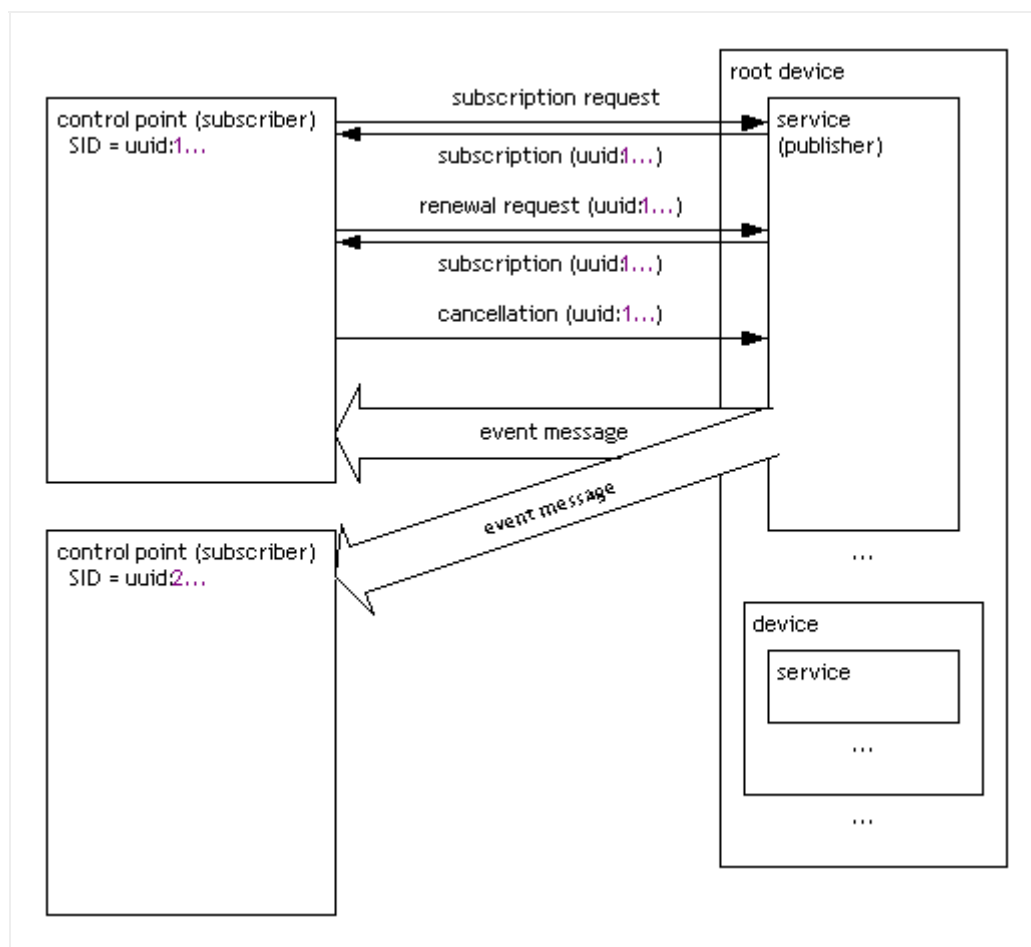 root device
control point (subscriber)
SID = uuid:1...
subscription request
service
(publisher)
subscription (uuid:1...)
renewal request (uuid:1...)
subscription (uuid:1...)
cancellation (uuid:1...)
event message
event message
control point (subscriber)
SID = uuid:2...
...
device
service
...
...